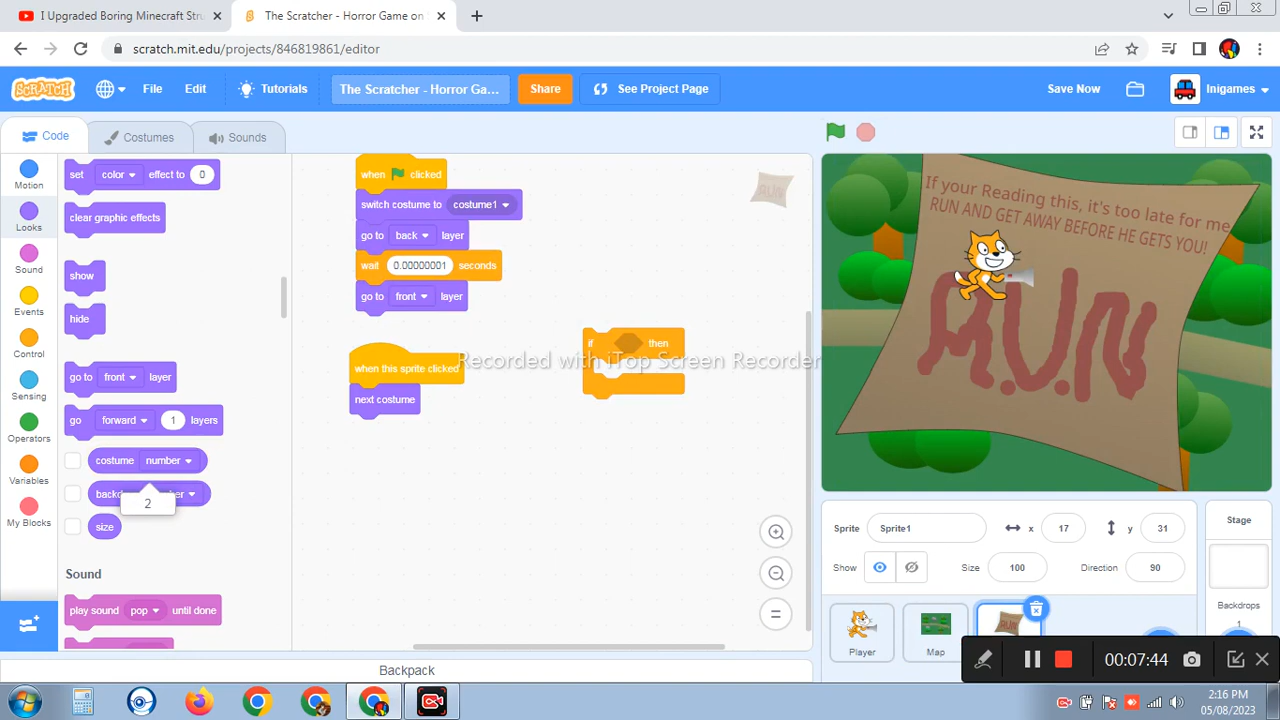 I Upgraded Boring Minecraft Str
The Scratcher - Horror Game on
scratch.mit.edu/projects/846819861/editor
SCRATCH File Edit Tutorials The Scratcher - Horror Ga... Share See Project Page Save Now Inigames
Code Costumes Sounds
Motion
Looks
Sound
Events
Control
Sensing
Operators
Variables
My Blocks
set color effect to 0
clear graphic effects
show
hide
go to front layer
go forward 1 layers
costume number
2
size
Sound
play sound pop until done
when clicked
switch costume to costume1
go to back layer
wait 0.00000001 seconds
go to front layer
when this sprite clicked
next costume
if then
Recorded with iTop Screen Recorder
If your Reading this, it's too late for me
RUN AND GET AWAY BEFORE HE GETS YOU!
R.U.N
Sprite Sprite1 x 17 y 31
Show Size 100 Direction 90
Stage
Backdrops
1
Player
Map
RUN
Backpack
00:07:44
2:16 PM
05/08/2023